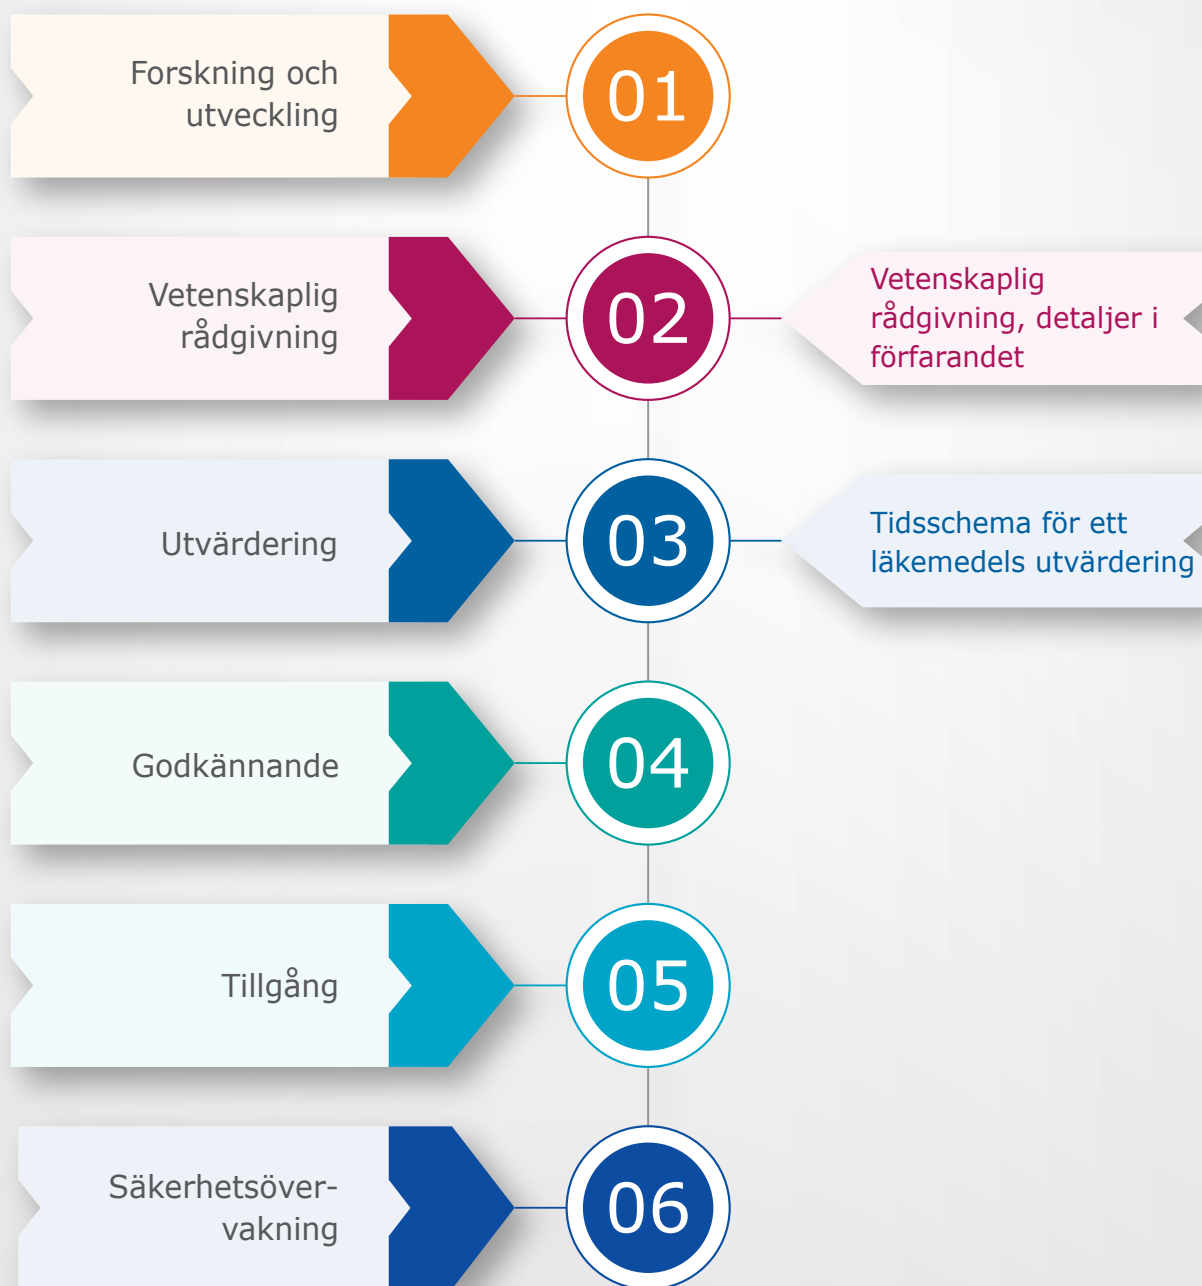 Forskning och
utveckling
01
Vetenskaplig
rådgivning
02
Vetenskaplig
rådgivning, detaljer i
förfarandet
Utvärdering
03
Tidsschema för ett
läkemedels utvärdering
Godkännande
04
Tillgång
05
Säkerhetsöver-
vakning
06